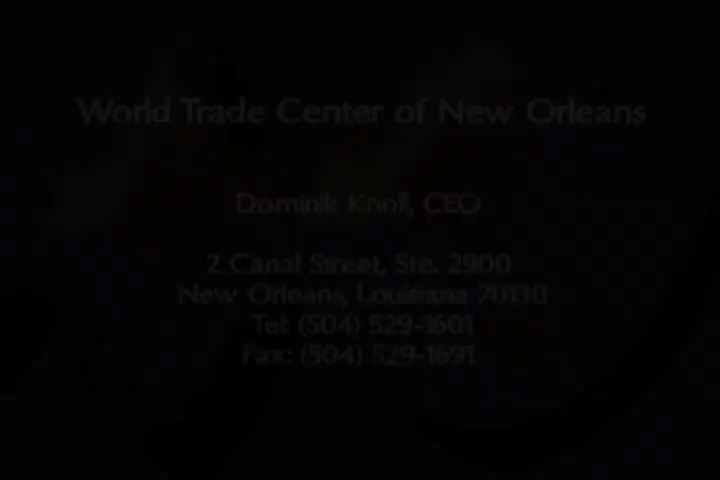 World Trade Center of New Orleans
Dominik Knoll, CEO
2 Canal Street, Ste. 2900
New Orleans, Louisiana 70130
Tel: (504) 529-1601
Fax: (504) 529-1691